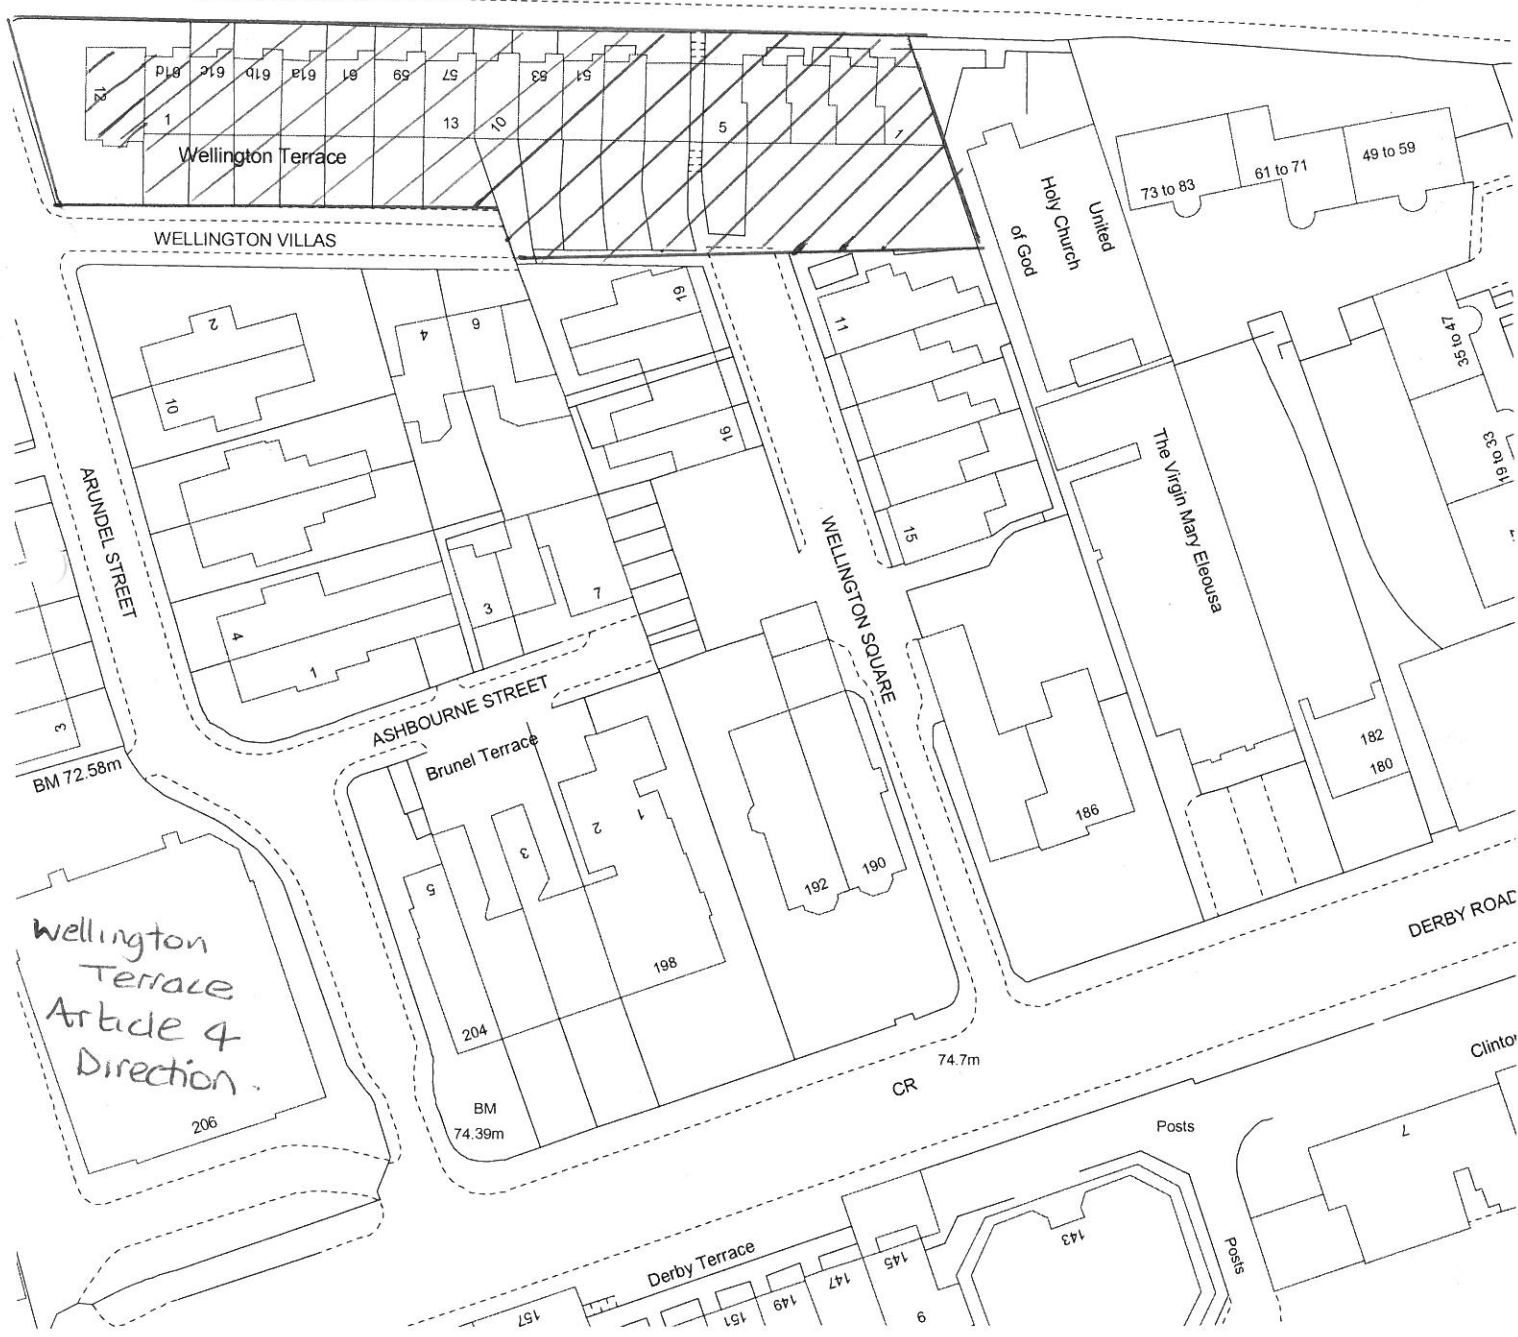 12
61d
61c
61b
61a
61
59
57
53
51
1
13
10
5
1
Wellington Terrace
WELLINGTON VILLAS
73 to 83
61 to 71
49 to 59
United
Holy Church
of God
2
4
6
19
11
10
16
35 to 47
19 to 33
ARUNDEL STREET
The Virgin Mary Eleousa
15
WELLINGTON SQUARE
3
7
4
1
3
ASHBOURNE STREET
BM 72.58m
Brunel Terrace
182
180
2
1
186
3
5
192
190
DERBY ROAD
198
204
Wellington
Terrace
Article 4
Direction.
206
74.7m
CR
BM
74.39m
Clinto
Posts
7
Posts
143
145
147
149
151
157
Derby Terrace
9